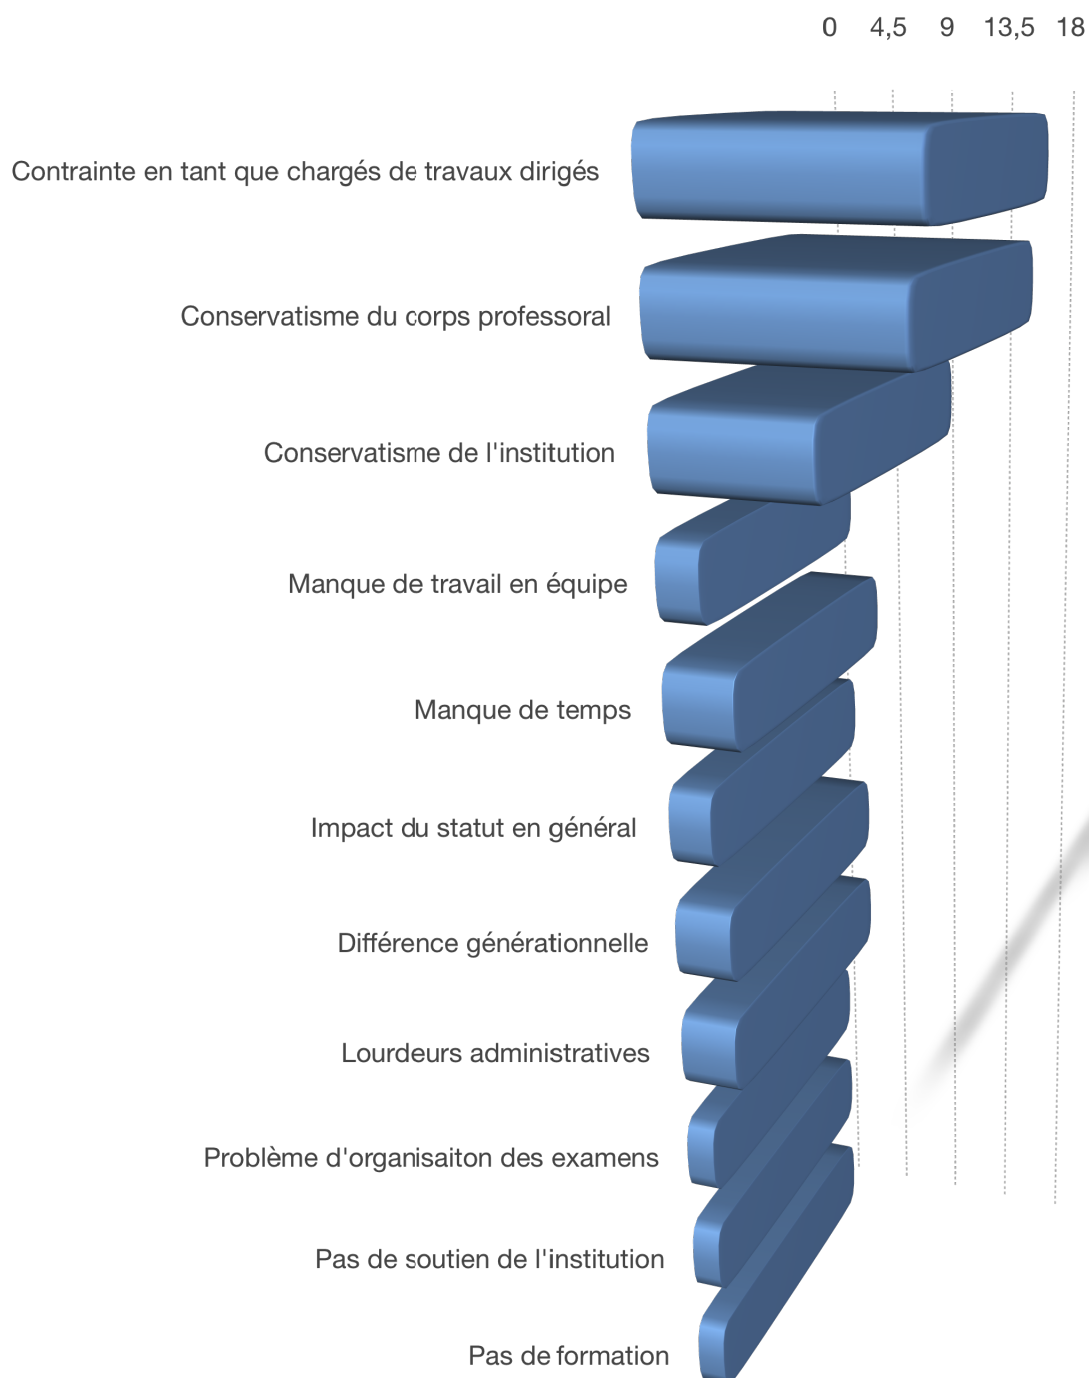 0 4,5 9 13,5 18
Contrainte en tant que chargés de travaux dirigés
Conservatisme du corps professoral
Conservatisme de l'institution
Manque de travail en équipe
Manque de temps
Impact du statut en général
Différence générationnelle
Lourdeurs administratives
Problème d'organisaiton des examens
Pas de soutien de l'institution
Pas de formation